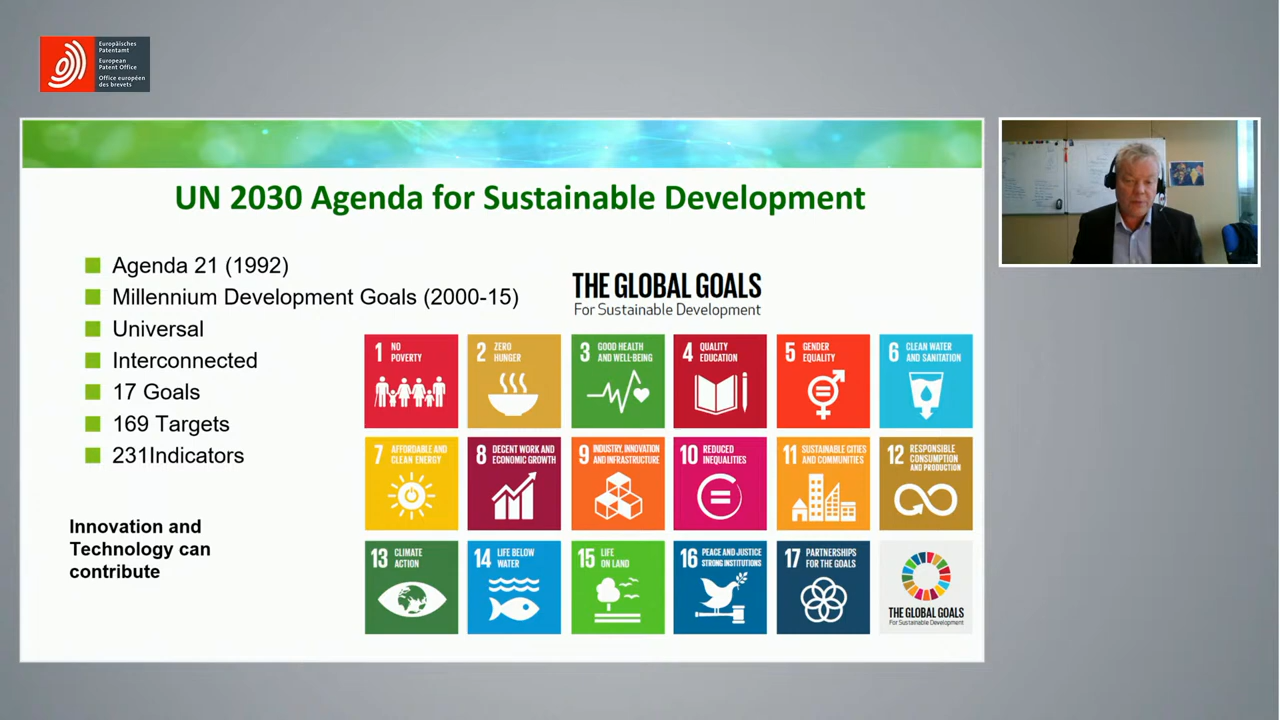 Europäisches
Patentamt
European
Patent Office
Office européen
des brevets
UN 2030 Agenda for Sustainable Development
Agenda 21 (1992)
Millennium Development Goals (2000-15)
Universal
Interconnected
17 Goals
169 Targets
231Indicators
Innovation and
Technology can
contribute
THE GLOBAL GOALS
For Sustainable Development
1 NO
POVERTY
2 ZERO
HUNGER
3 GOOD HEALTH
AND WELL-BEING
4 QUALITY
EDUCATION
5 GENDER
EQUALITY
6 CLEAN WATER
AND SANITATION
7 AFFORDABLE AND
CLEAN ENERGY
8 DECENT WORK AND
ECONOMIC GROWTH
9 INDUSTRY, INNOVATION
AND INFRASTRUCTURE
10 REDUCED
INEQUALITIES
11 SUSTAINABLE CITIES
AND COMMUNITIES
12 RESPONSIBLE
CONSUMPTION
AND PRODUCTION
13 CLIMATE
ACTION
14 LIFE BELOW
WATER
15 LIFE
ON LAND
16 PEACE AND JUSTICE
STRONG INSTITUTIONS
17 PARTNERSHIPS
FOR THE GOALS
THE GLOBAL GOALS
For Sustainable Development